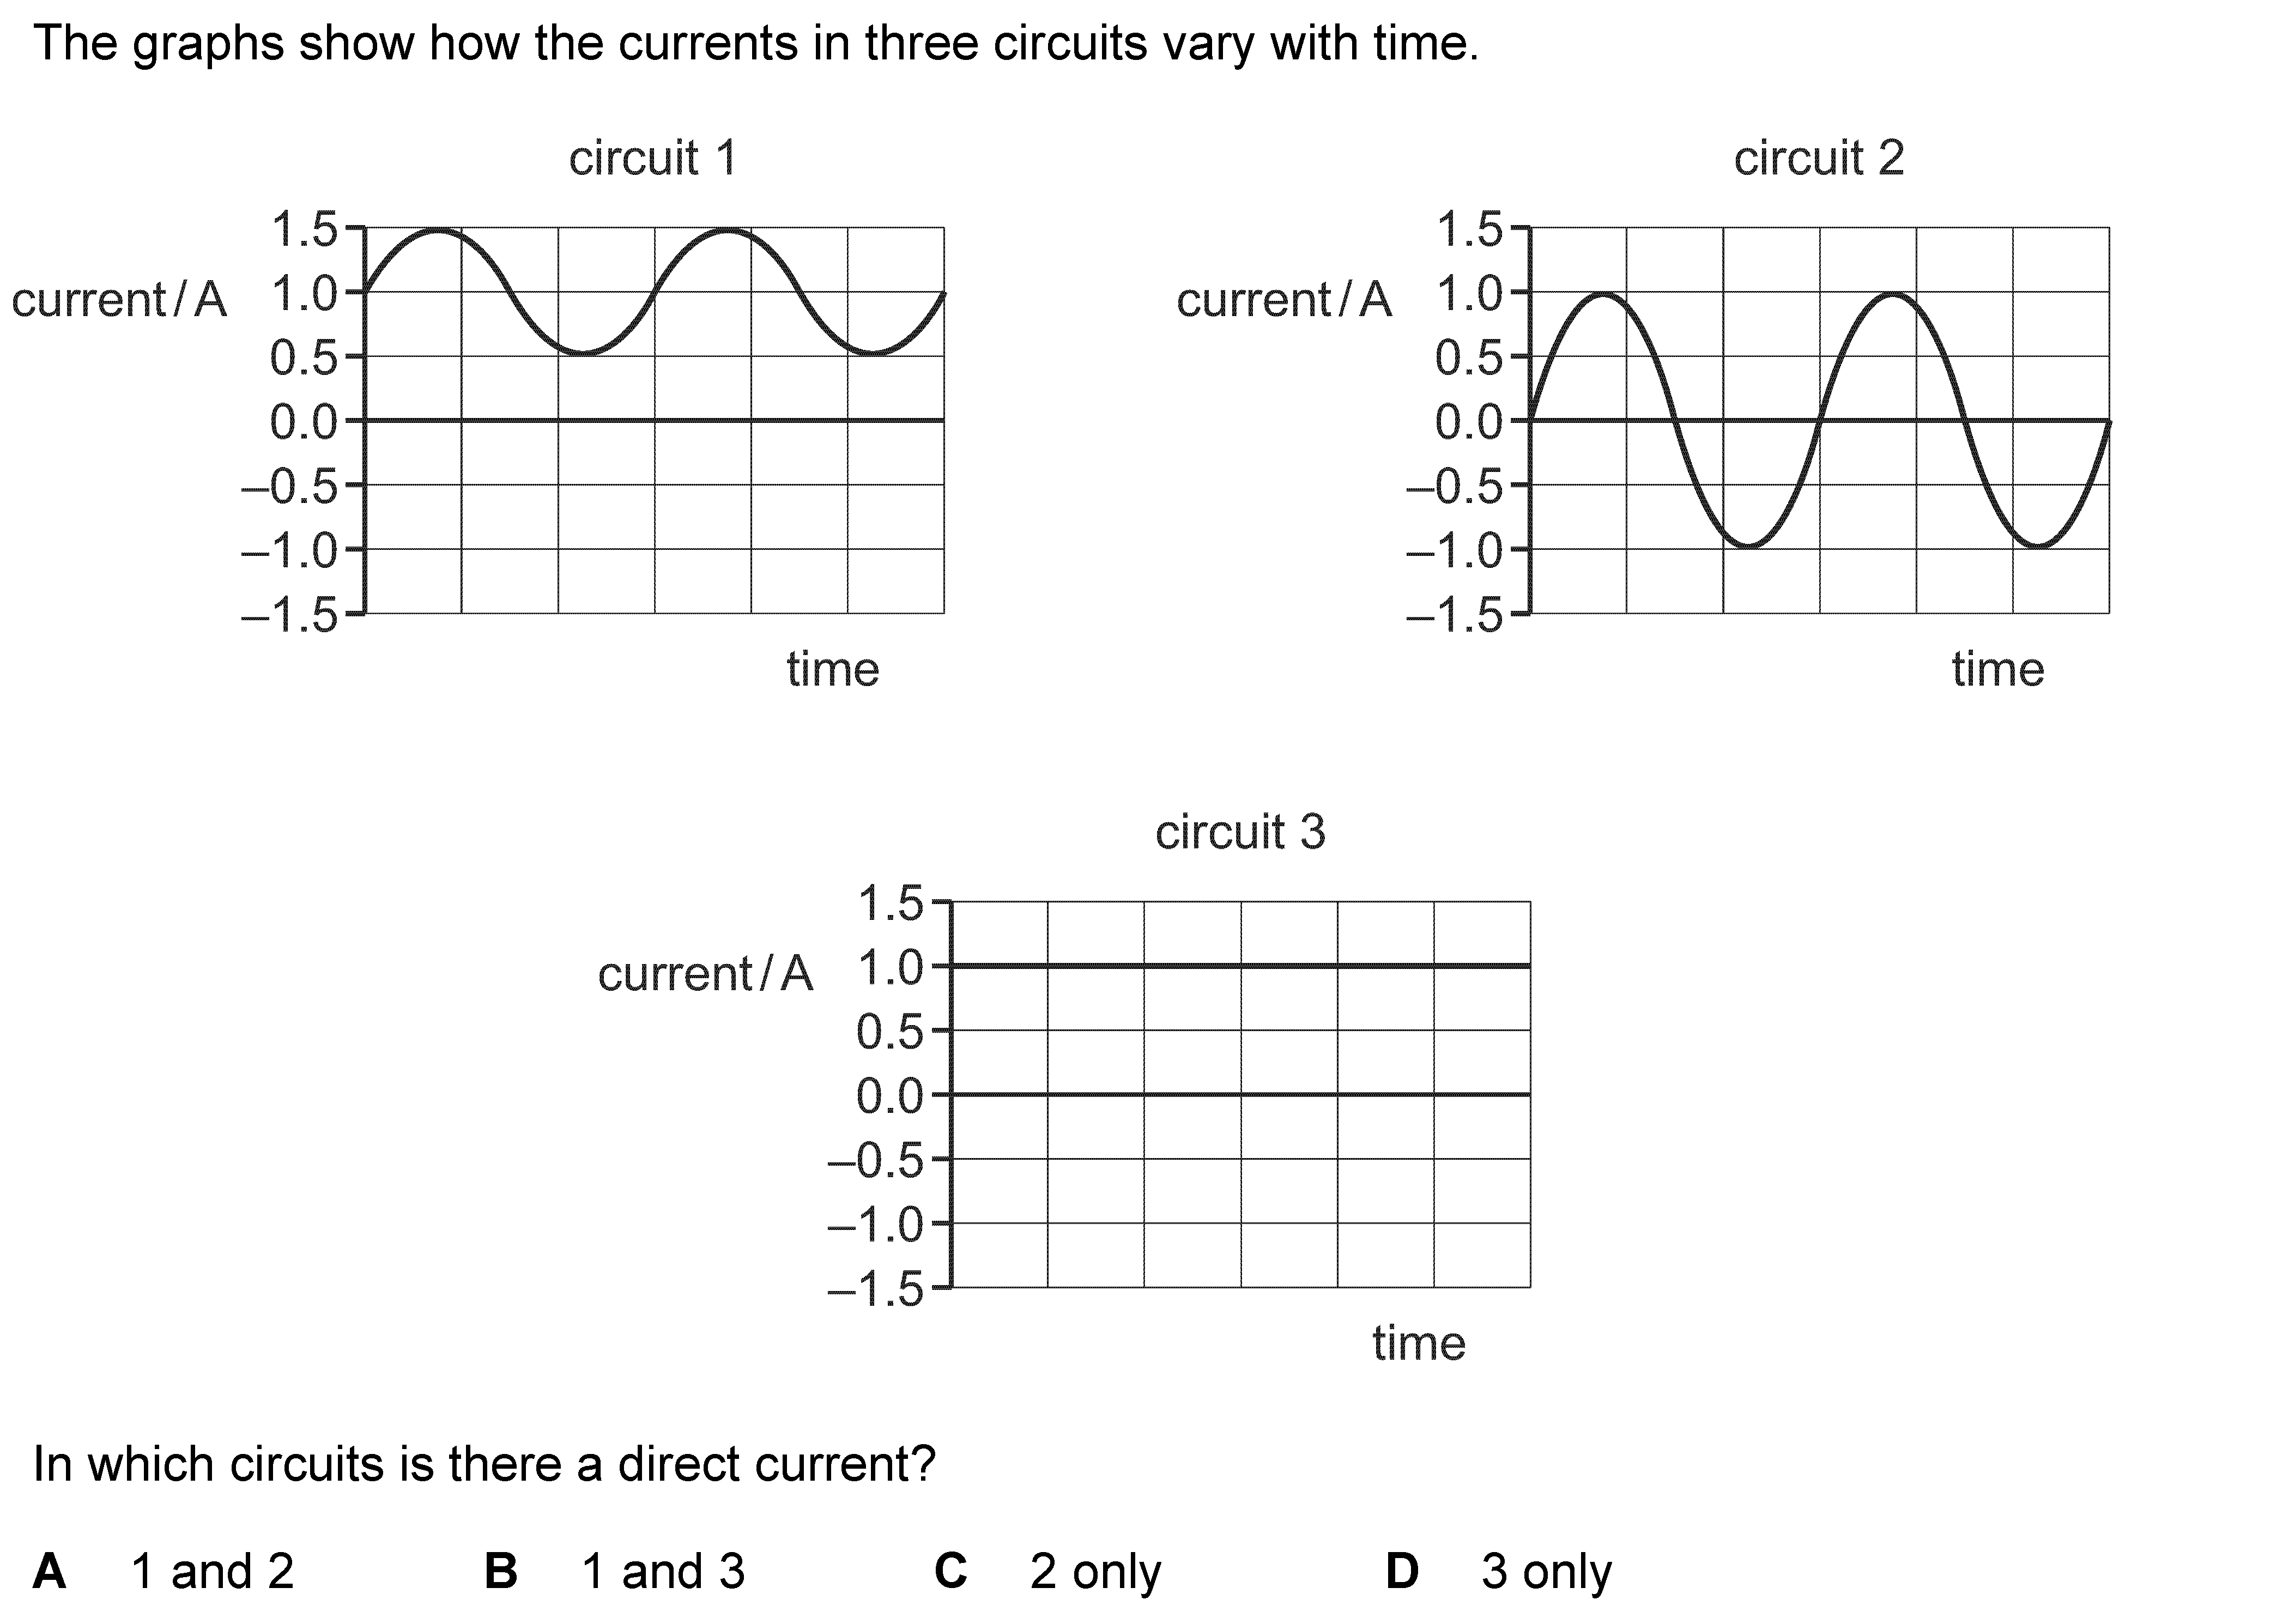 The graphs show how the currents in three circuits vary with time.
circuit 1
1.5
current / A 1.0
0.5
0.0
–0.5
–1.0
–1.5
time
circuit 2
1.5
current / A 1.0
0.5
0.0
–0.5
–1.0
–1.5
time
circuit 3
1.5
current / A 1.0
0.5
0.0
–0.5
–1.0
–1.5
time
In which circuits is there a direct current?
A 1 and 2 B 1 and 3 C 2 only D 3 only